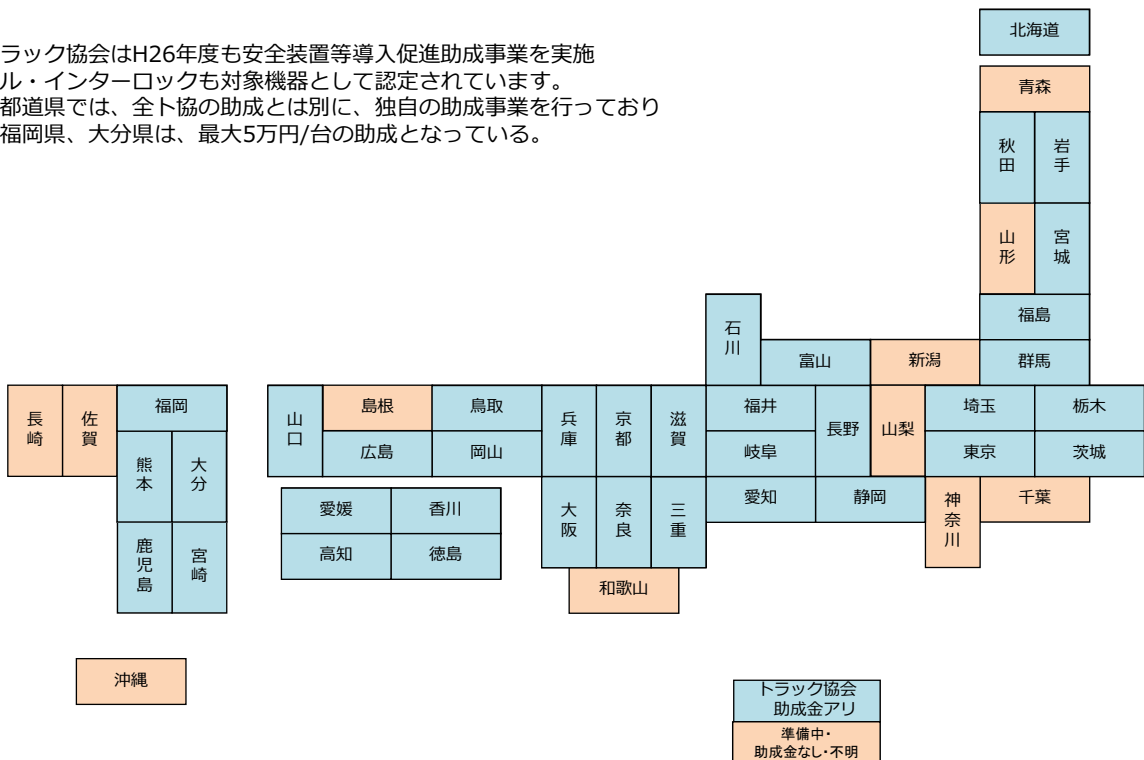 ラック協会はH26年度も安全装置等導入促進助成事業を実施
ル・インターロックも対象機器として認定されています。
都道県では、全ト協の助成とは別に、独自の助成事業を行っており
福岡県、大分県は、最大5万円/台の助成となっている。
北海道
青森
秋田
岩手
山形
宮城
福島
石川
富山
新潟
群馬
長崎
佐賀
福岡
山口
島根
鳥取
兵庫
京都
滋賀
福井
長野
山梨
埼玉
栃木
熊本
大分
広島
岡山
岐阜
東京
茨城
愛媛
香川
大阪
奈良
三重
愛知
静岡
神奈川
千葉
鹿児島
宮崎
高知
徳島
和歌山
沖縄
トラック協会
助成金アリ
準備中・
助成金なし・不明